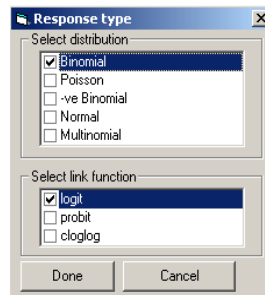 Response type
Select distribution
Binomial
Poisson
-ve Binomial
Normal
Multinomial
Select link function
logit
probit
cloglog
Done Cancel